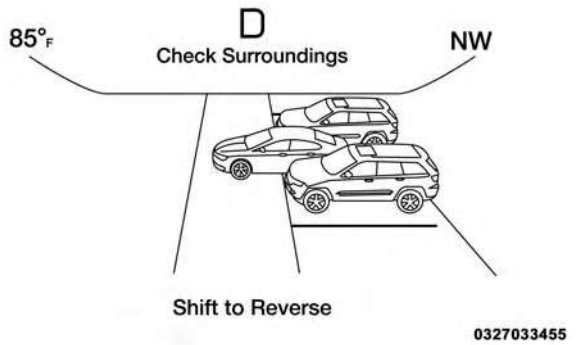 D
85°F
Check Surroundings
NW
Shift to Reverse
0327033455